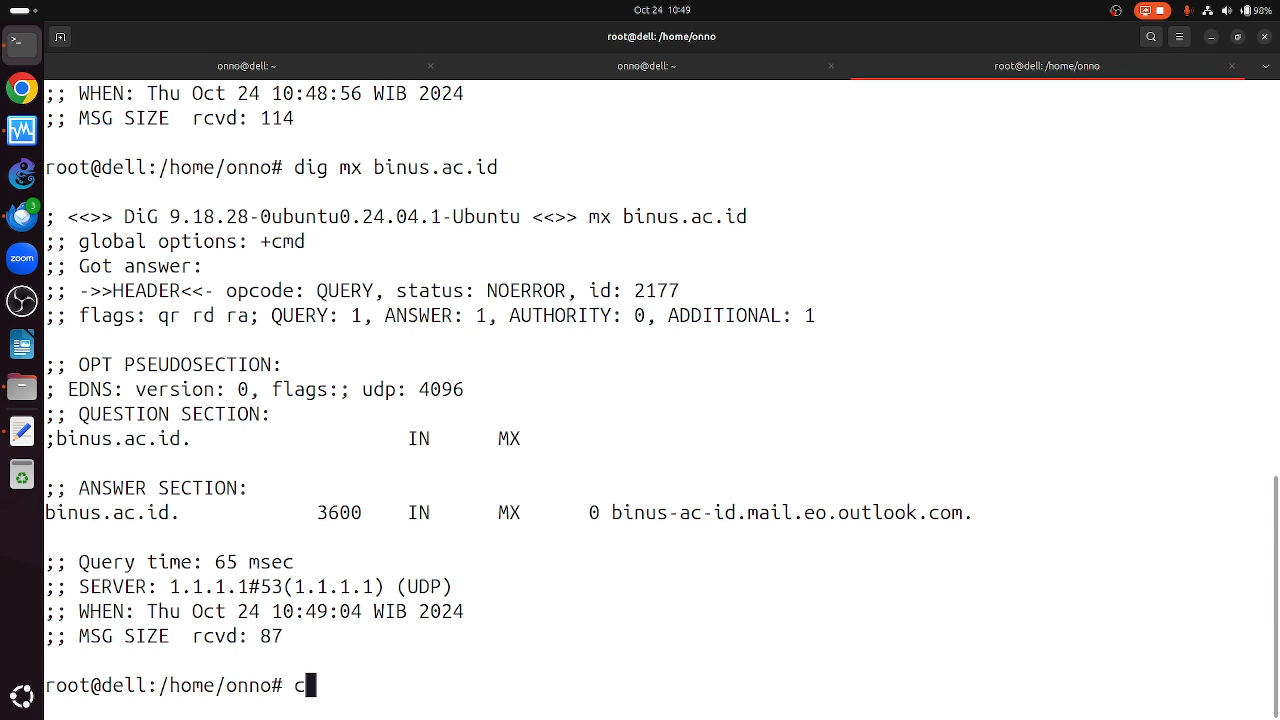 Oct 24 10:49
98%
root@dell: /home/onno
onno@dell: ~
onno@dell: ~
root@dell: /home/onno
;; WHEN: Thu Oct 24 10:48:56 WIB 2024
;; MSG SIZE  rcvd: 114
root@dell:/home/onno# dig mx binus.ac.id
; <<>> DiG 9.18.28-0ubuntu0.24.04.1-Ubuntu <<>> mx binus.ac.id
;; global options: +cmd
;; Got answer:
;; ->>HEADER<<- opcode: QUERY, status: NOERROR, id: 2177
;; flags: qr rd ra; QUERY: 1, ANSWER: 1, AUTHORITY: 0, ADDITIONAL: 1
;; OPT PSEUDOSECTION:
; EDNS: version: 0, flags:; udp: 4096
;; QUESTION SECTION:
;binus.ac.id. IN MX
;; ANSWER SECTION:
binus.ac.id. 3600 IN MX 0 binus-ac-id.mail.eo.outlook.com.
;; Query time: 65 msec
;; SERVER: 1.1.1.1#53(1.1.1.1) (UDP)
;; WHEN: Thu Oct 24 10:49:04 WIB 2024
;; MSG SIZE  rcvd: 87
root@dell:/home/onno# c
3
zoom